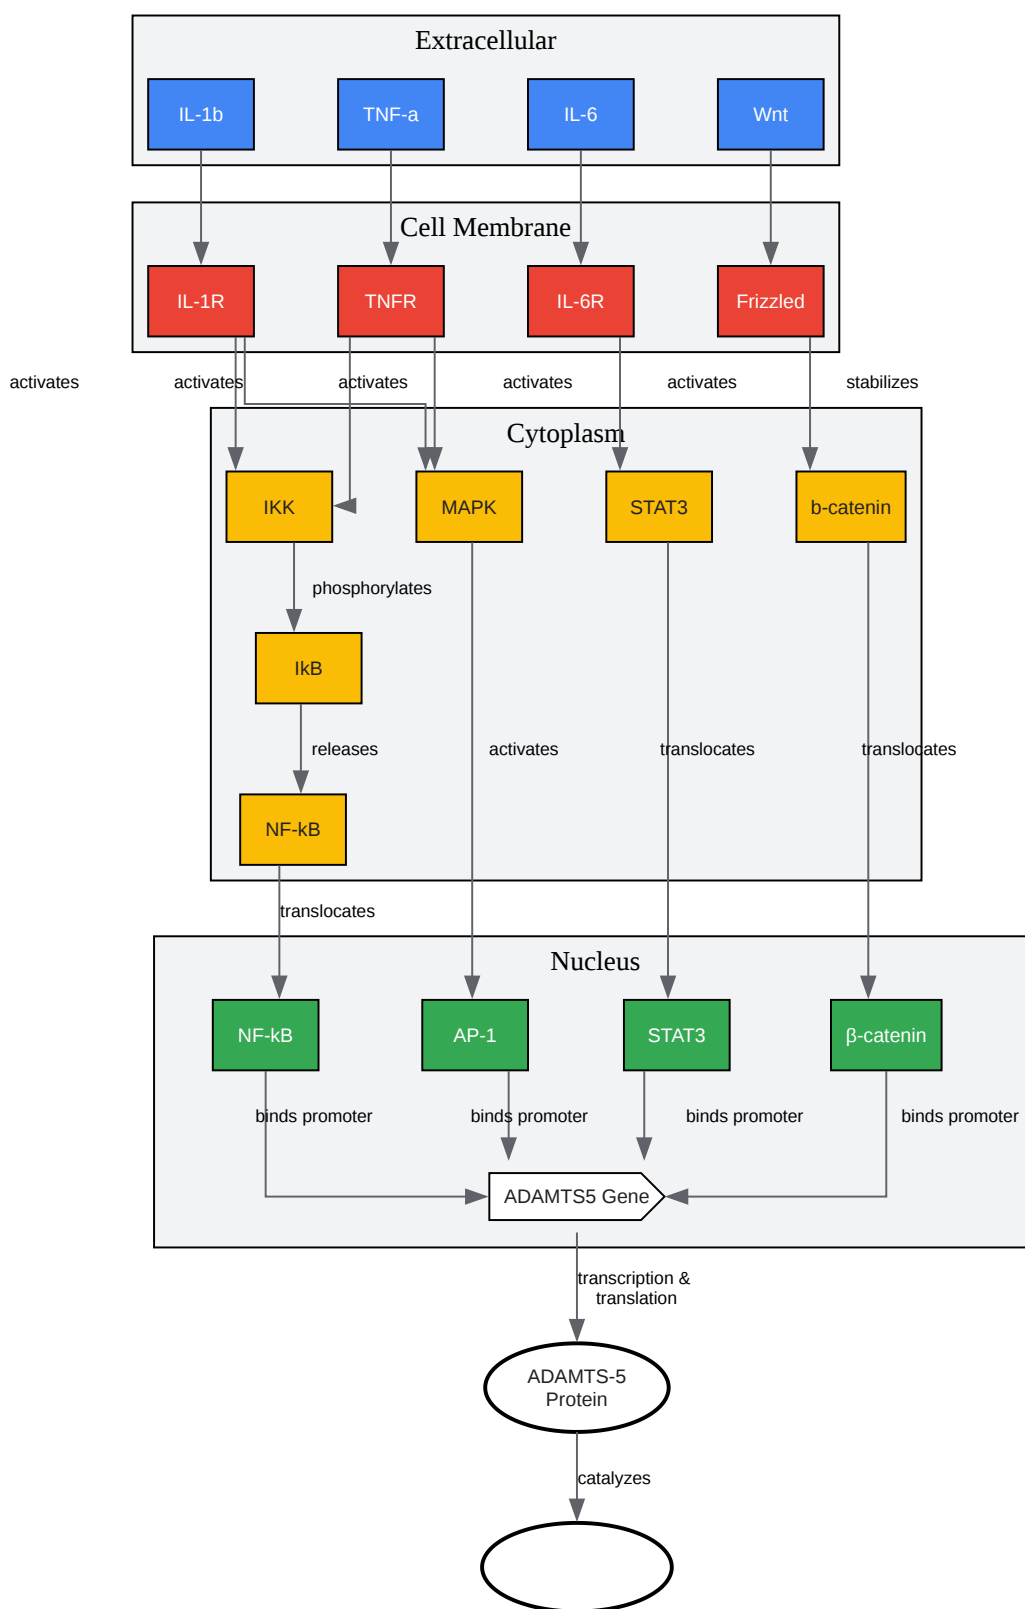 Extracellular
IL-1b
TNF-a
IL-6
Wnt
Cell Membrane
IL-1R
TNFR
IL-6R
Frizzled
activates
activates
activates
activates
activates
stabilizes
Cytoplasm
IKK
MAPK
STAT3
b-catenin
phosphorylates
IkB
releases
activates
translocates
translocates
NF-kB
translocates
Nucleus
NF-kB
AP-1
STAT3
β-catenin
binds promoter
binds promoter
binds promoter
binds promoter
ADAMTS5 Gene
transcription &
translation
ADAMTS-5
Protein
catalyzes